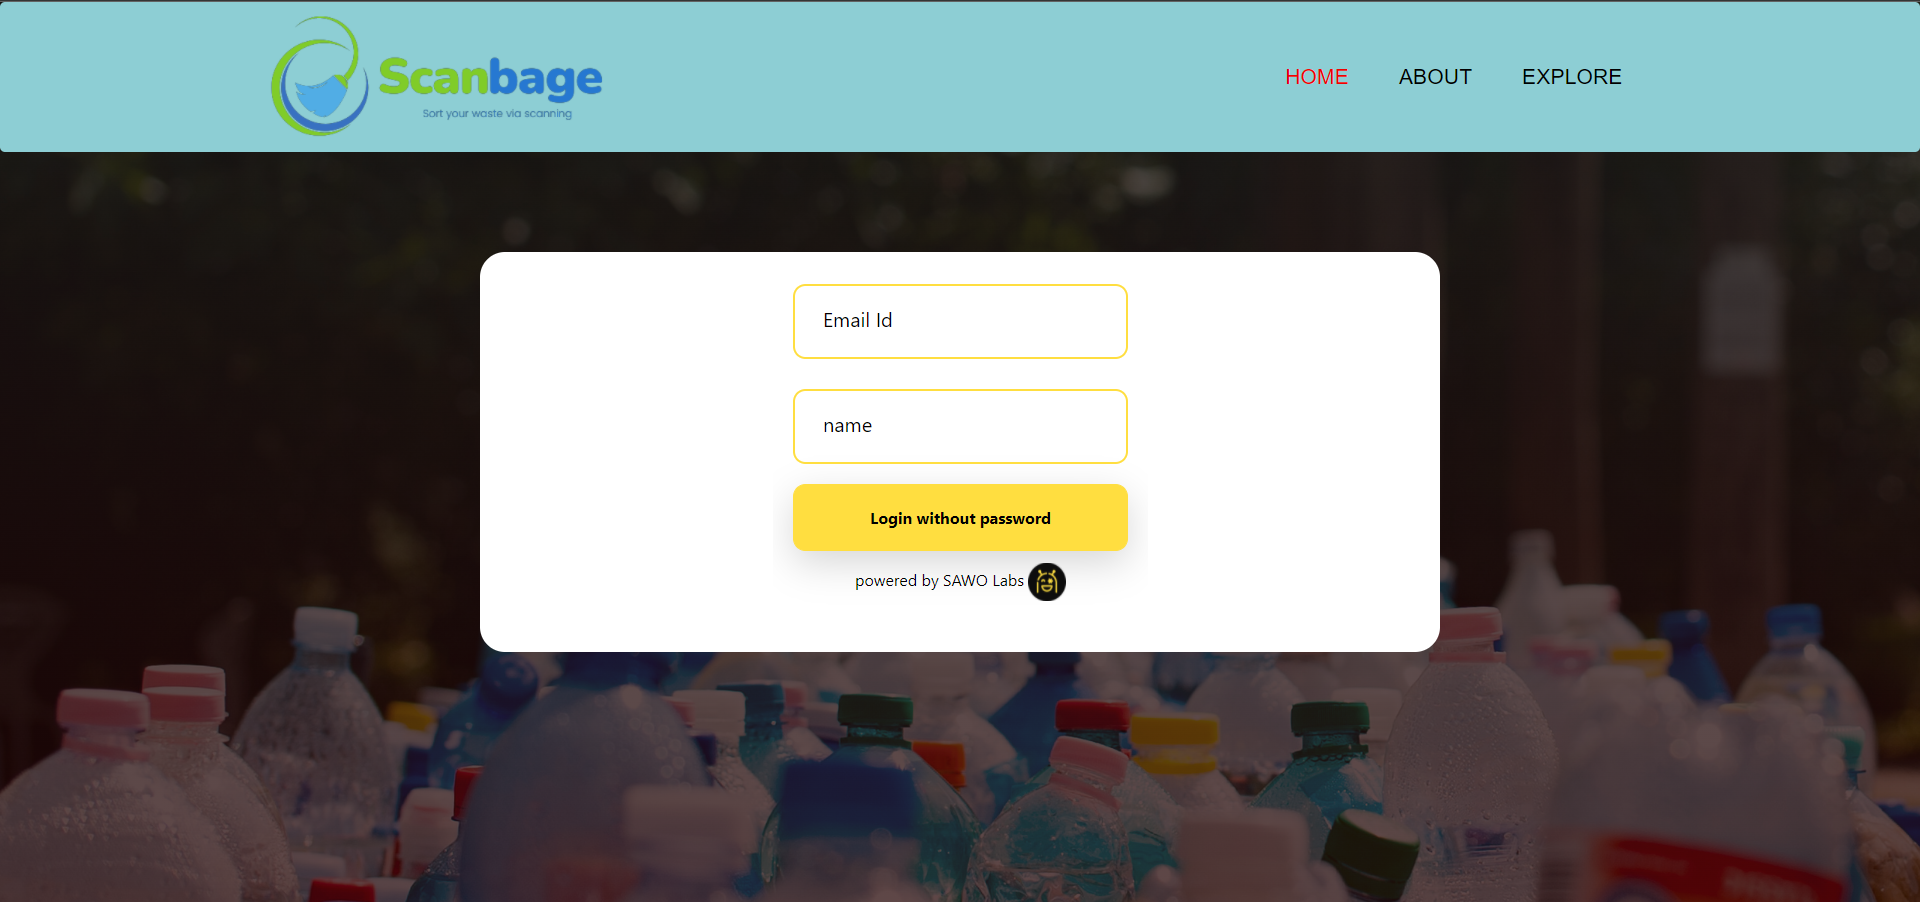 Scanbage
Sort your waste via scanning
HOME ABOUT EXPLORE
Email Id
name
Login without password
powered by SAWO Labs